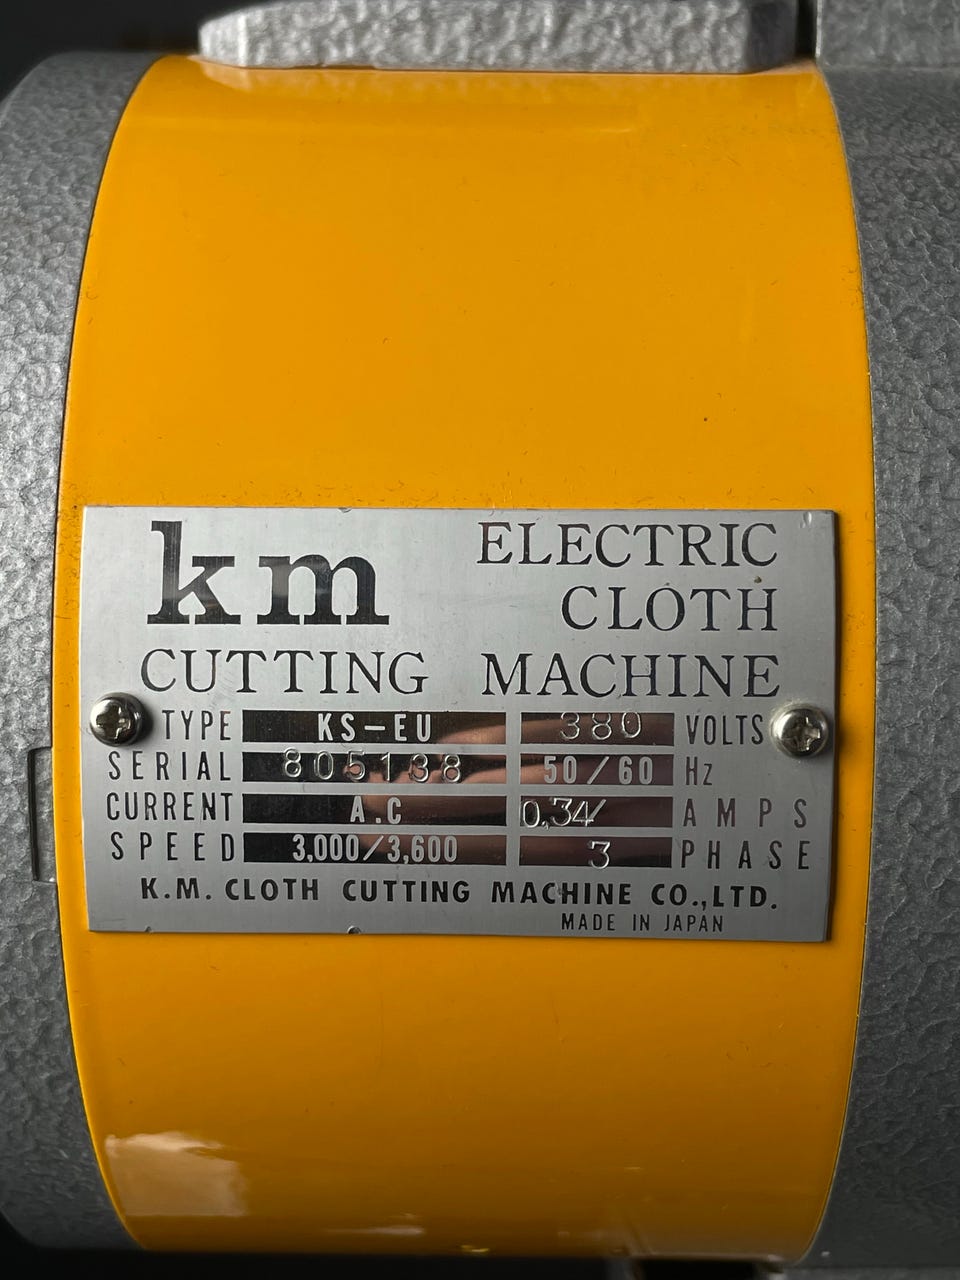 km ELECTRIC
CLOTH
CUTTING MACHINE
TYPE KS-EU 380 VOLTS
SERIAL 805138 50/60 Hz
CURRENT A.C 0.34/ AMPS
SPEED 3,000/3,600 3 PHASE
K.M. CLOTH CUTTING MACHINE CO.,LTD.
MADE IN JAPAN